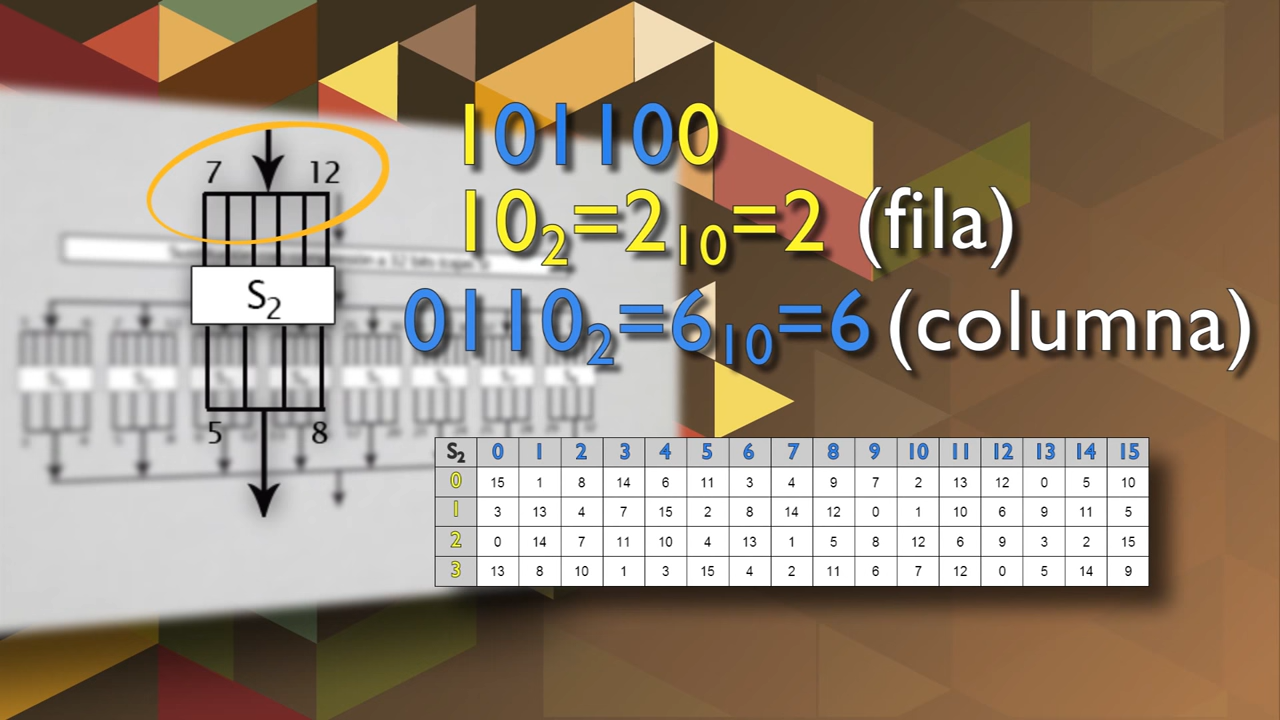 101100
10₂=2₁₀=2 (fila)
0110₂=6₁₀=6 (columna)
7 12
S₂
5 8
S₂ 0 1 2 3 4 5 6 7 8 9 10 11 12 13 14 15
0 15 1 8 14 6 11 3 4 9 7 2 13 12 0 5 10
1 3 13 4 7 15 2 8 14 12 0 1 10 6 9 11 5
2 0 14 7 11 10 4 13 1 5 8 12 6 9 3 2 15
3 13 8 10 1 3 15 4 2 11 6 7 12 0 5 14 9